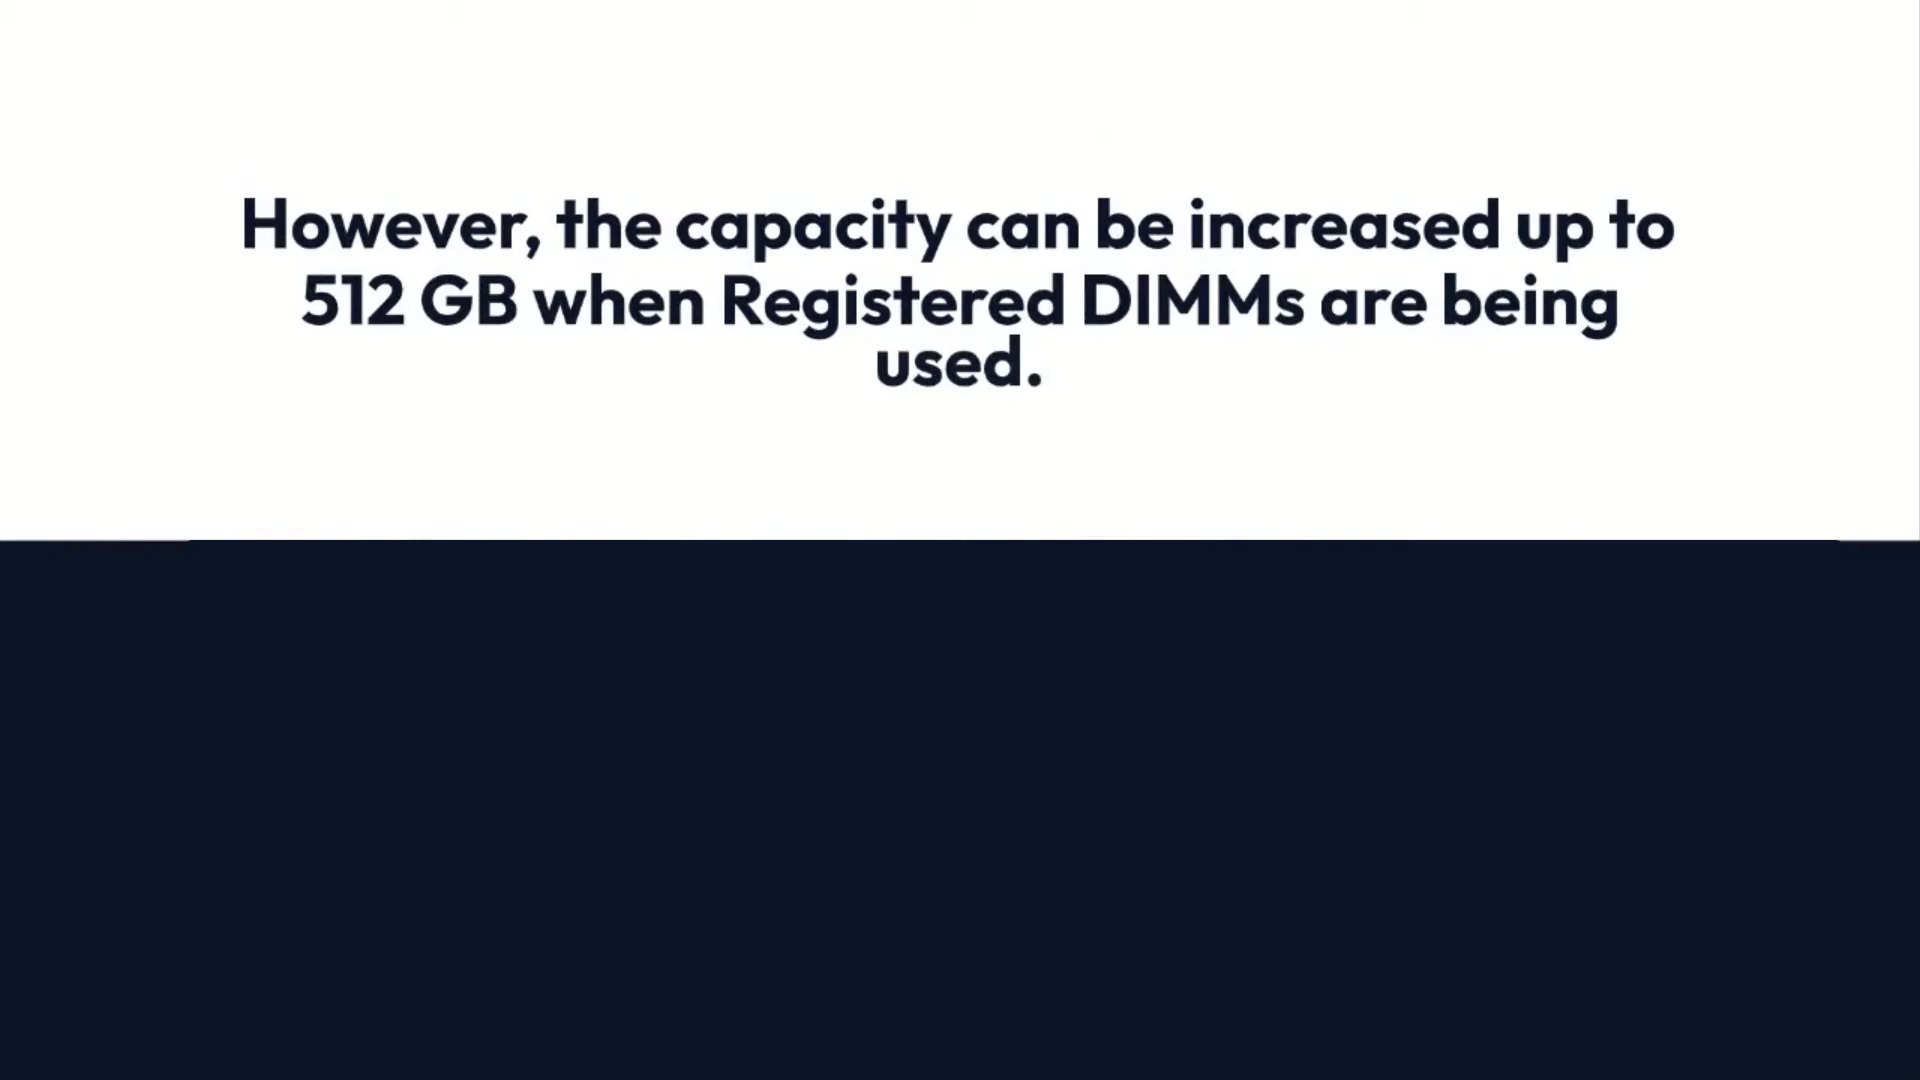 However, the capacity can be increased up to
512 GB when Registered DIMMs are being
used.